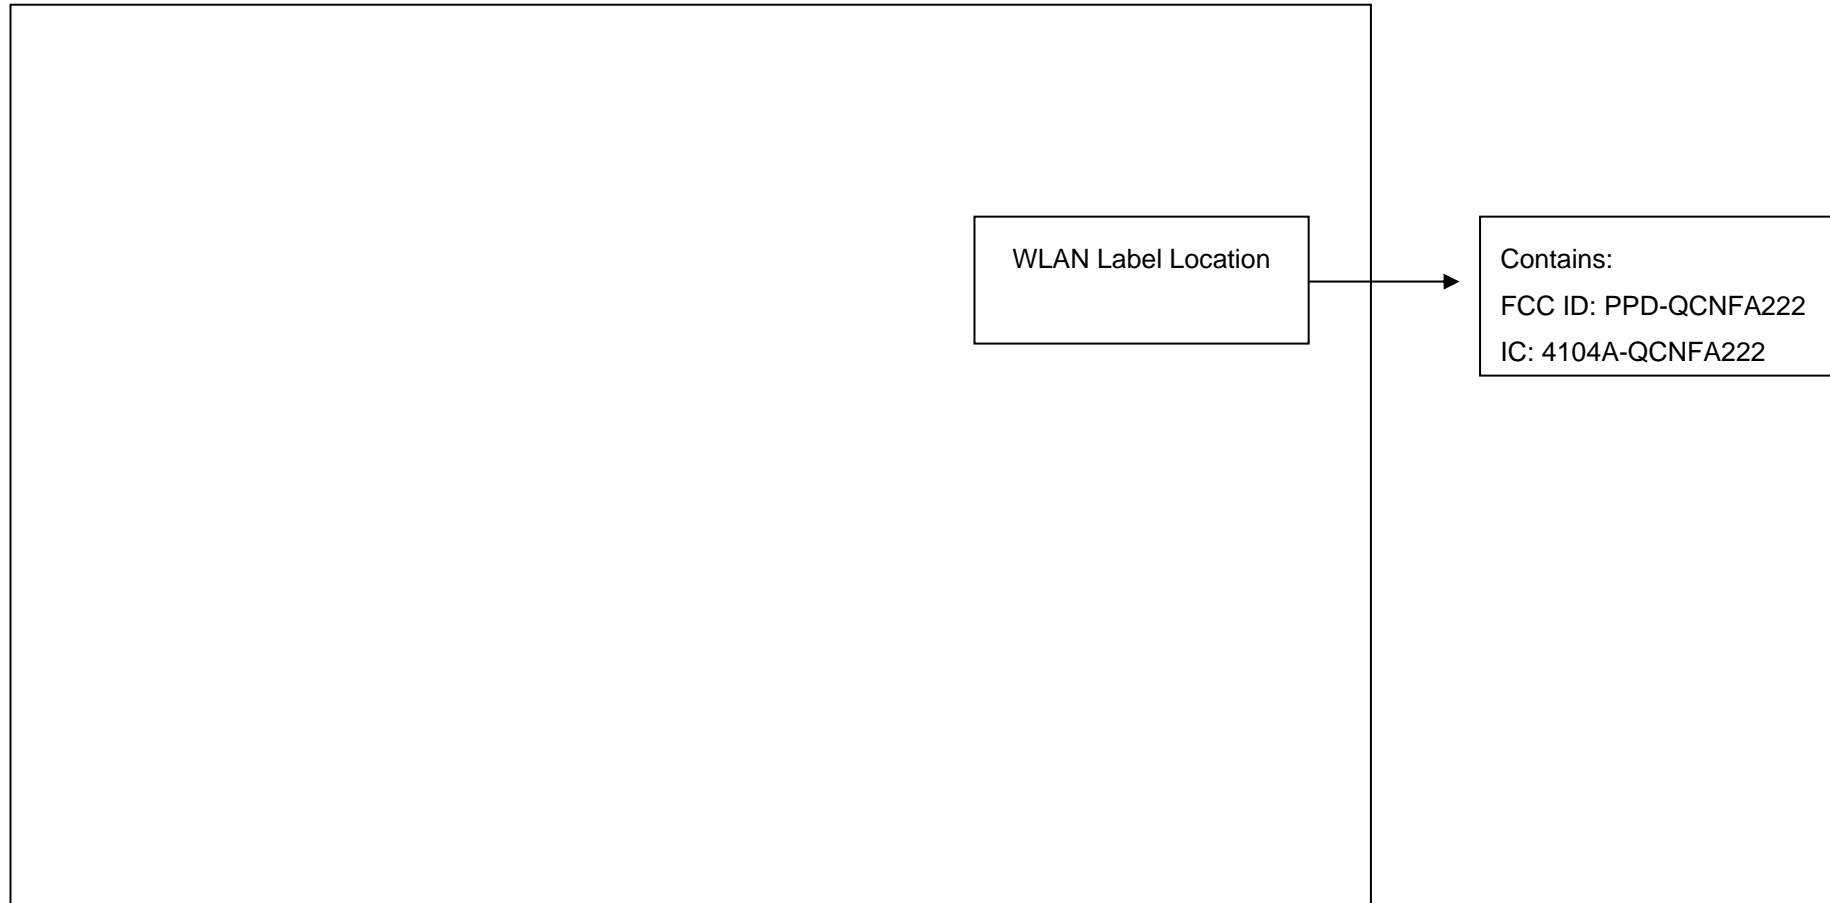 WLAN Label Location
Contains:
FCC ID: PPD-QCNFA222
IC: 4104A-QCNFA222